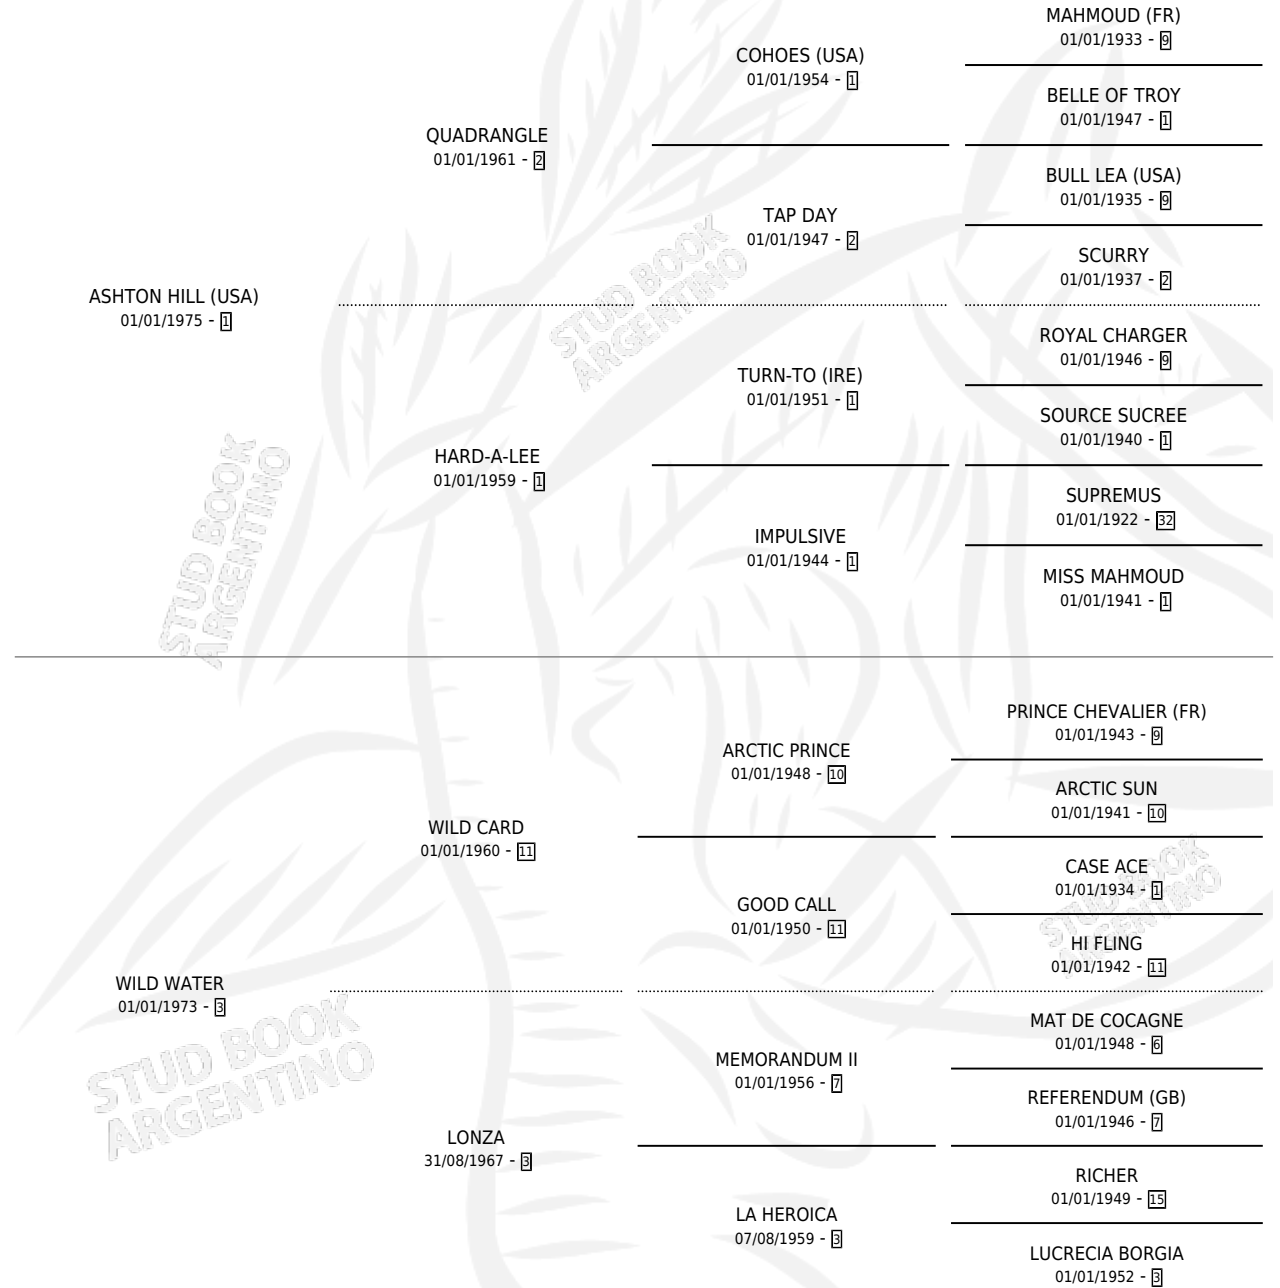 MAHMOUD (FR)
01/01/1933 - 9
COHOES (USA)
01/01/1954 - 1
BELLE OF TROY
01/01/1947 - 1
QUADRANGLE
01/01/1961 - 2
BULL LEA (USA)
01/01/1935 - 9
TAP DAY
01/01/1947 - 2
SCURRY
01/01/1937 - 2
ASHTON HILL (USA)
01/01/1975 - 1
ROYAL CHARGER
01/01/1946 - 9
TURN-TO (IRE)
01/01/1951 - 1
SOURCE SUCREE
01/01/1940 - 1
HARD-A-LEE
01/01/1959 - 1
SUPREMUS
01/01/1922 - 32
IMPULSIVE
01/01/1944 - 1
MISS MAHMOUD
01/01/1941 - 1
STUD BOOK
ARGENTINO
STUD BOOK
ARGENTINO
PRINCE CHEVALIER (FR)
01/01/1943 - 9
ARCTIC PRINCE
01/01/1948 - 10
ARCTIC SUN
01/01/1941 - 10
WILD CARD
01/01/1960 - 11
CASE ACE
01/01/1934 - 1
GOOD CALL
01/01/1950 - 11
HI FLING
01/01/1942 - 11
WILD WATER
01/01/1973 - 3
MAT DE COCAGNE
01/01/1948 - 6
MEMORANDUM II
01/01/1956 - 7
REFERENDUM (GB)
01/01/1946 - 7
LONZA
31/08/1967 - 3
RICHER
01/01/1949 - 15
LA HEROICA
07/08/1959 - 3
LUCRECIA BORGIA
01/01/1952 - 3
STUD BOOK
ARGENTINO
STUD BOOK
ARGENTINO